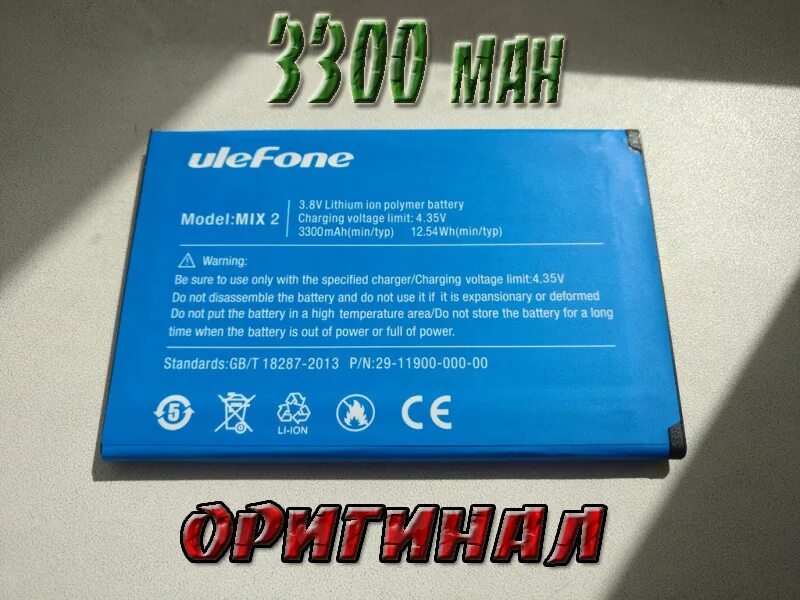 3300 мАН
uleFone
Model:MIX 2
3.8V Lithium ion polymer battery
Charging voltage limit: 4.35V
3300mAh(min/typ) 12.54Wh(min/typ)
Warning:
Be sure to use only with the specified charger/Charging voltage limit:4.35V
Do not disassemble the battery and do not use it if it is expansionary or deformed
Do not put the battery in a high temperature area/Do not store the battery for a long
time when the battery is out of power or full of power.
Standards:GB/T 18287-2013 P/N:29-11900-000-00
5
LI-ION
CE
ОРИГИНАЛ